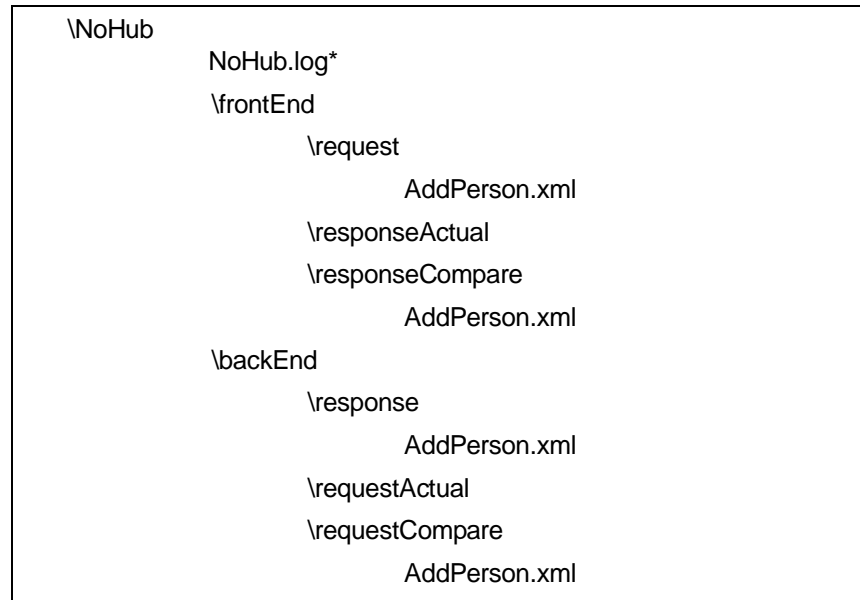 \NoHub
NoHub.log*
\frontEnd
\request
AddPerson.xml
\responseActual
\responseCompare
AddPerson.xml
\backEnd
\response
AddPerson.xml
\requestActual
\requestCompare
AddPerson.xml